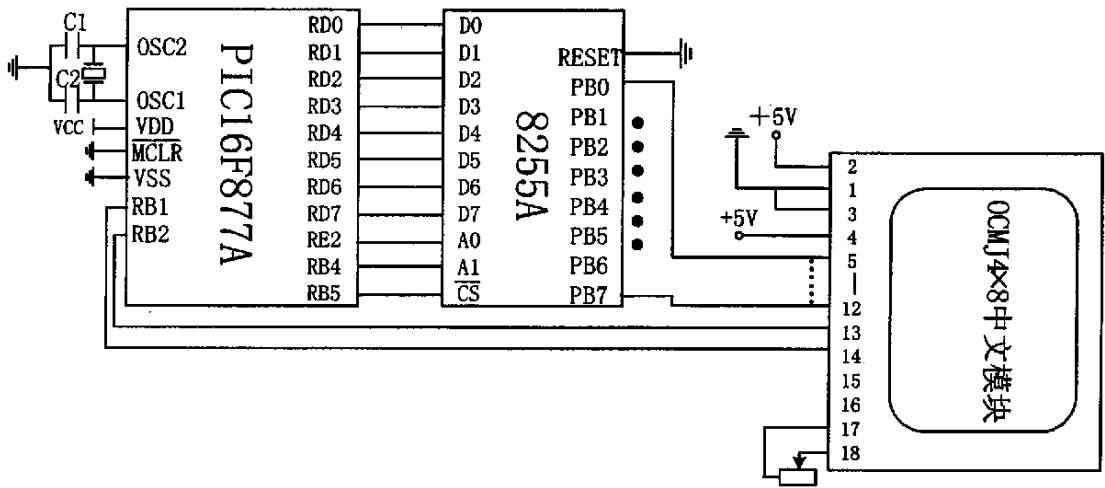 C1
C2
VCC
OSC2
OSC1
VDD
MCLR
VSS
RB1
RB2
PIC16F877A
RD0
RD1
RD2
RD3
RD4
RD5
RD6
RD7
RE2
RB4
RB5
D0
D1
D2
D3
D4
D5
D6
D7
A0
A1
CS
8255A
RESET
PB0
PB1
PB2
PB3
PB4
PB5
PB6
PB7
+5V
+5V
2
1
3
4
5
12
13
14
15
16
17
18
OCMJ4×8中文模块